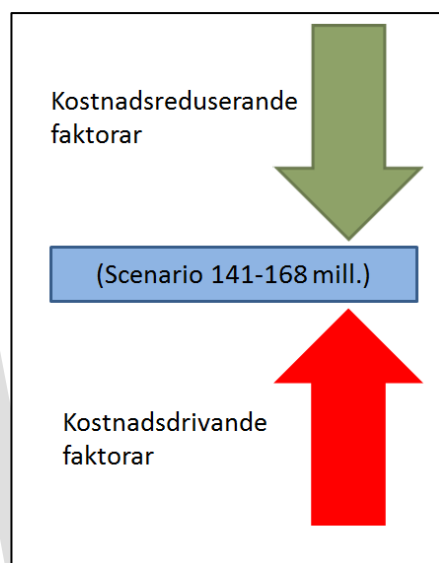 Kostnadsreduserande
faktorar
(Scenario 141-168 mill.)
Kostnadsdrivande
faktorar